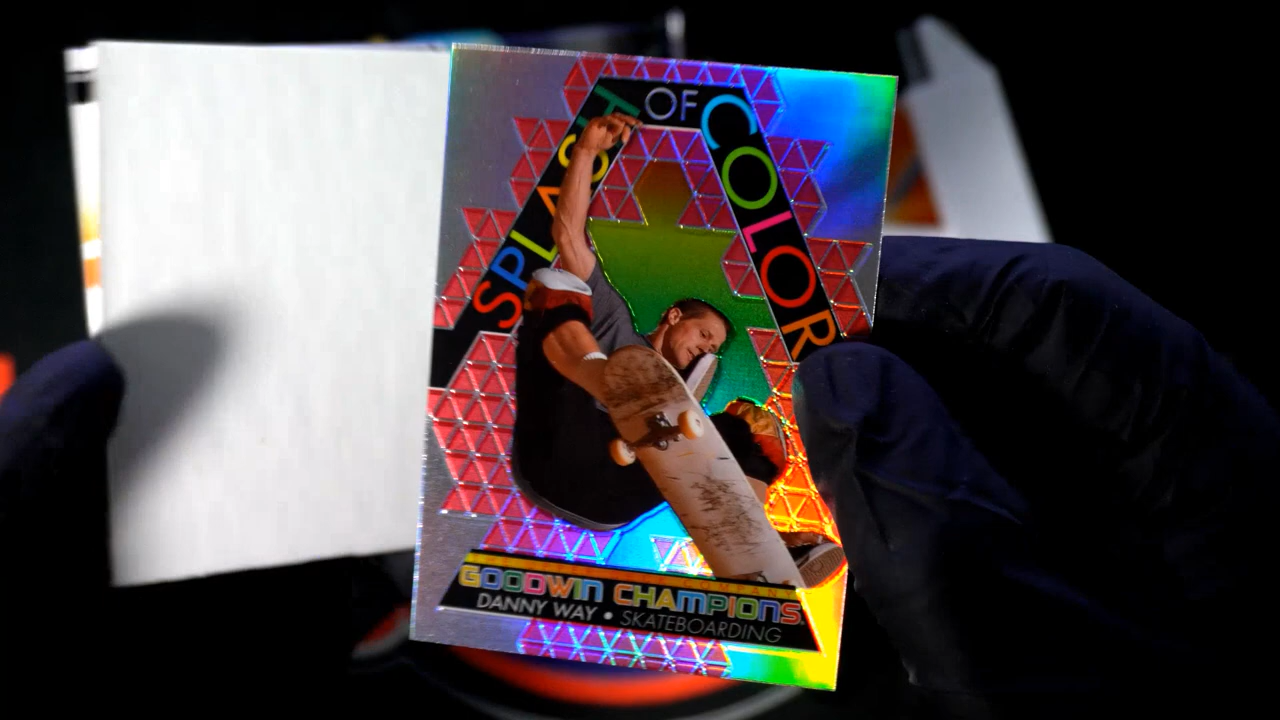 SPLASH OF COLOR
GOODWIN CHAMPIONS
DANNY WAY • SKATEBOARDING